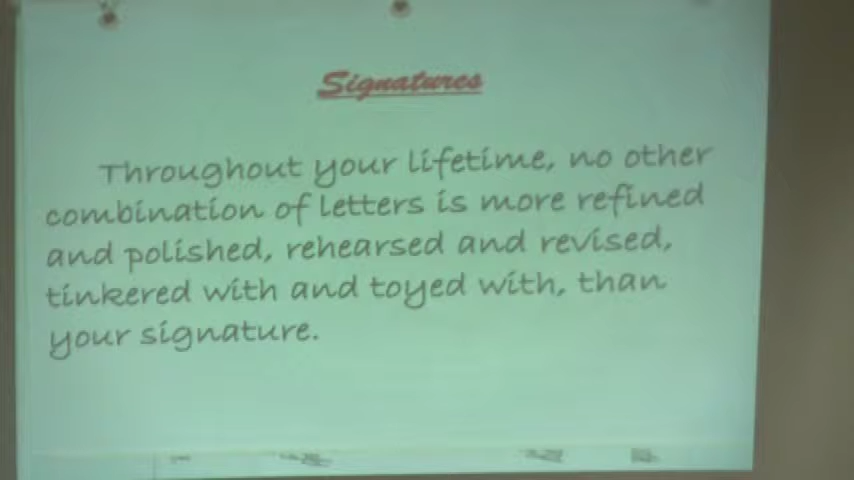 Signatures
Throughout your lifetime, no other
combination of letters is more refined
and polished, rehearsed and revised,
tinkered with and toyed with, than
your signature.